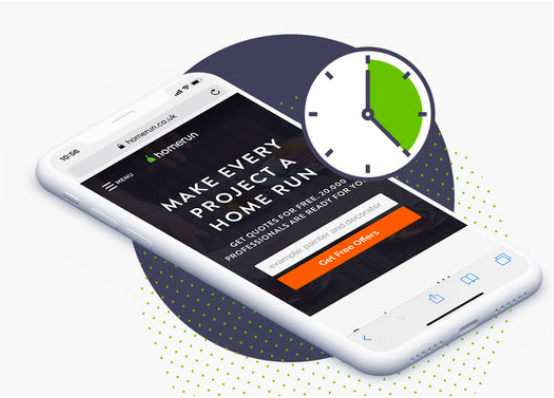 10:56
homerun.co.uk
MENU
homerun
MAKE EVERY
PROJECT A
HOME RUN
GET QUOTES FOR FREE. 20,000
PROFESSIONALS ARE READY FOR
example: painter and decorator
Get Free Offers